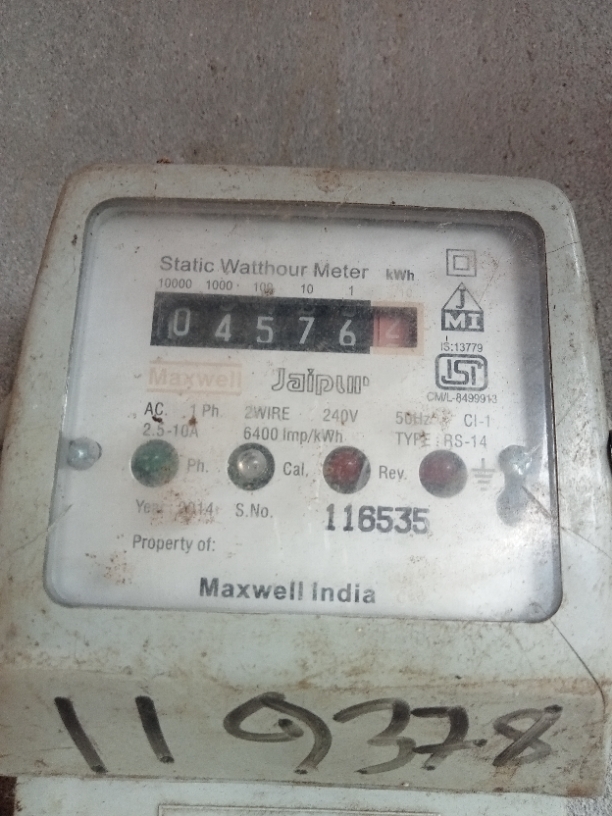 Static Watthour Meter kWh
10000 1000 100 10 1
0 4 5 7 6
J
MI
IS:13779
ISI
CM/L-8499913
Maxwell Jaipur
AC. 1 Ph. 2WIRE 240V 50Hz Cl-1
2.5-10A 6400 Imp/kWh TYPE: RS-14
Ph. Cal. Rev.
Year 2014 S.No. 116535
Property of:
Maxwell India
119378